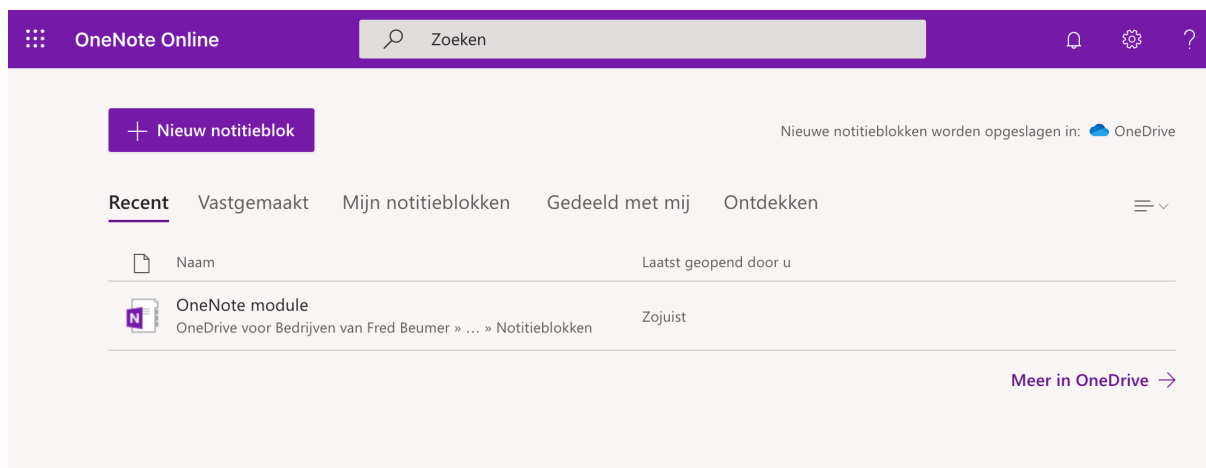 OneNote Online
Zoeken
?
+ Nieuw notitieblok
Nieuwe notitieblokken worden opgeslagen in: OneDrive
Recent Vastgemaakt Mijn notitieblokken Gedeeld met mij Ontdekken
Naam Laatst geopend door u
N
OneNote module
OneDrive voor Bedrijven van Fred Beumer » ... » Notitieblokken
Zojuist
Meer in OneDrive →